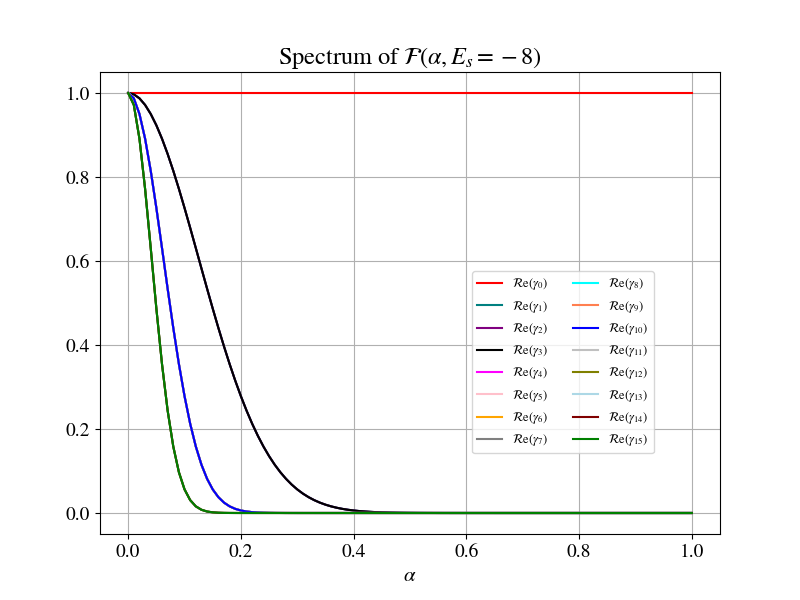 Spectrum of 𝓕(α, E_s = −8)
1.0
0.8
0.6
0.4
0.2
0.0
0.0 0.2 0.4 0.6 0.8 1.0
α
𝓡e(γ₀) 𝓡e(γ₈)
𝓡e(γ₁) 𝓡e(γ₉)
𝓡e(γ₂) 𝓡e(γ₁₀)
𝓡e(γ₃) 𝓡e(γ₁₁)
𝓡e(γ₄) 𝓡e(γ₁₂)
𝓡e(γ₅) 𝓡e(γ₁₃)
𝓡e(γ₆) 𝓡e(γ₁₄)
𝓡e(γ₇) 𝓡e(γ₁₅)